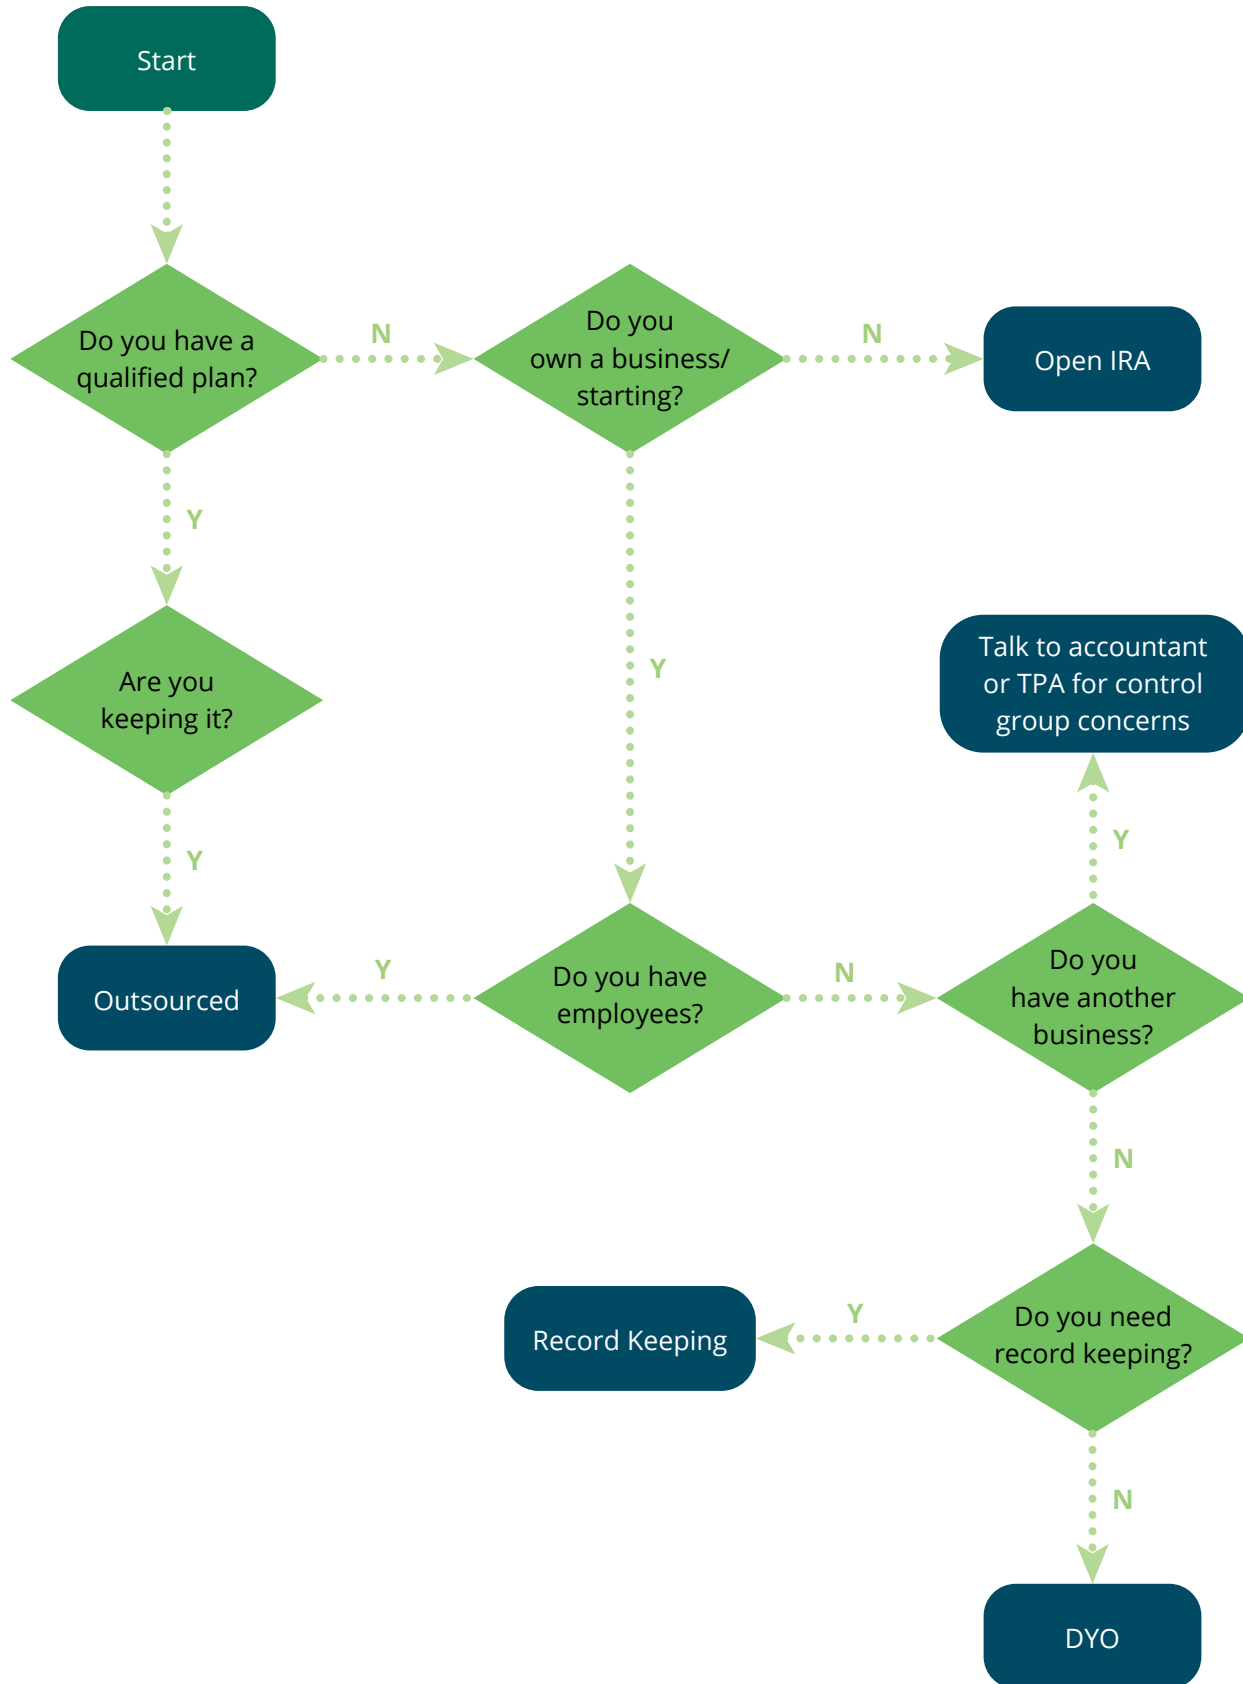 Start
Do you have a
qualified plan?
N
Do you
own a business/
starting?
N
Open IRA
Y
Are you
keeping it?
Y
Talk to accountant
or TPA for control
group concerns
Y
Y
Outsourced
Y
Do you have
employees?
N
Do you
have another
business?
N
Record Keeping
Y
Do you need
record keeping?
N
DYO